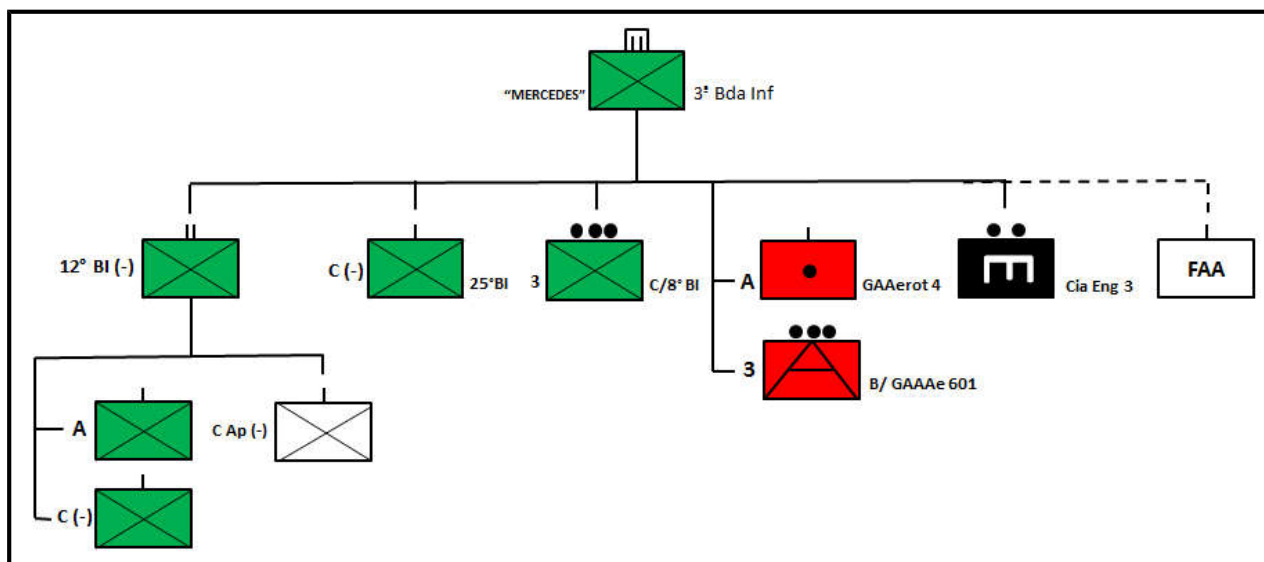 “MERCEDES”
3ª Bda Inf
12° BI (-)
C (-)
25°BI
3
C/8° BI
A
GAAerot 4
Cia Eng 3
FAA
3
B/ GAAAe 601
A
C Ap (-)
C (-)